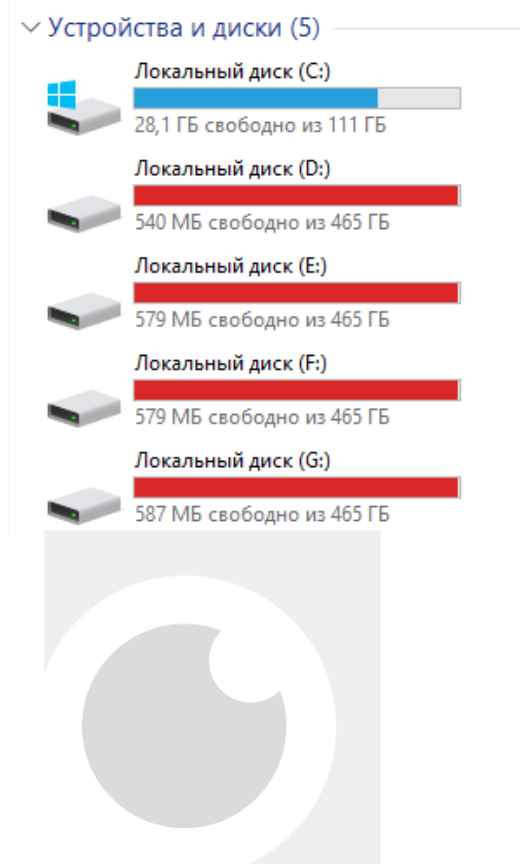 Устройства и диски (5)
Локальный диск (C:)
28,1 ГБ свободно из 111 ГБ
Локальный диск (D:)
540 МБ свободно из 465 ГБ
Локальный диск (E:)
579 МБ свободно из 465 ГБ
Локальный диск (F:)
579 МБ свободно из 465 ГБ
Локальный диск (G:)
587 МБ свободно из 465 ГБ